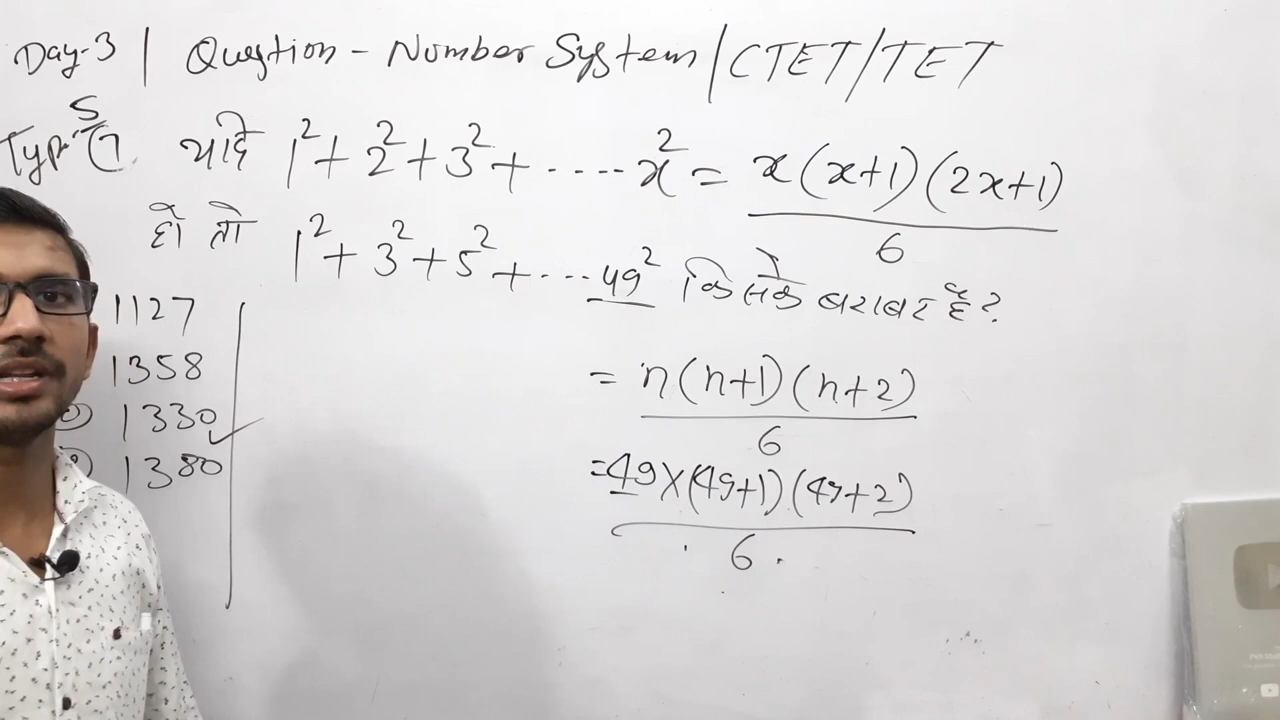 Day-3 | Question - Number System / CTET/TET
Type-5
यदि 1² + 2² + 3² + ..... x² = x(x+1)(2x+1) / 6
हो तो 1² + 3² + 5² + ... 49² किसके बराबर है?
1127
1358
1330 ✓
1380
= n(n+1)(n+2) / 6
= 49×(49+1)(49+2) / 6